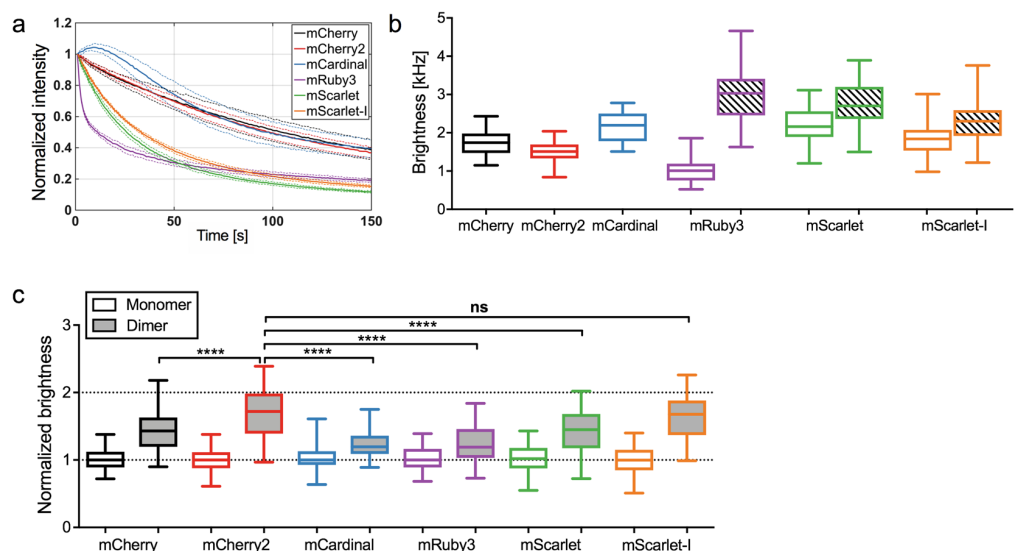 a
Normalized intensity
1.2
1
0.8
0.6
0.4
0.2
0
0
50
100
150
Time [s]
mCherry
mCherry2
mCardinal
mRuby3
mScarlet
mScarlet-I
b
Brightness [kHz]
5
4
3
2
1
0
mCherry mCherry2 mCardinal mRuby3 mScarlet mScarlet-I
c
Monomer
Dimer
Normalized brightness
3
2
1
0
ns
****
****
**** ****
mCherry mCherry2 mCardinal mRuby3 mScarlet mScarlet-I